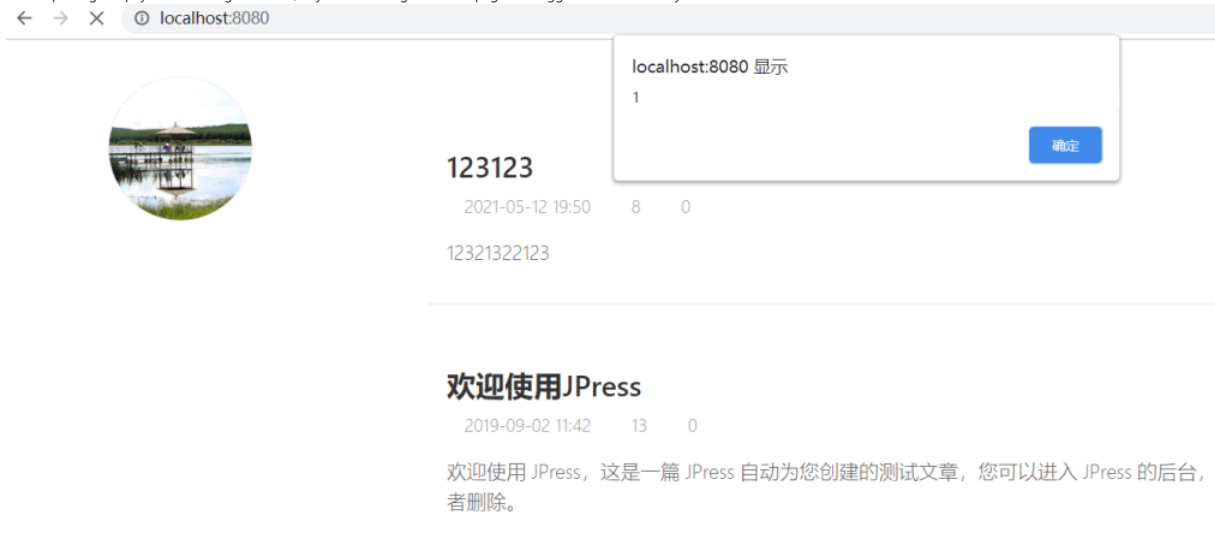 localhost:8080
localhost:8080 显示
1
确定
123123
2021-05-12 19:50 8 0
12321322123
欢迎使用JPress
2019-09-02 11:42 13 0
欢迎使用 JPress，这是一篇 JPress 自动为您创建的测试文章，您可以进入 JPress 的后台，
者删除。